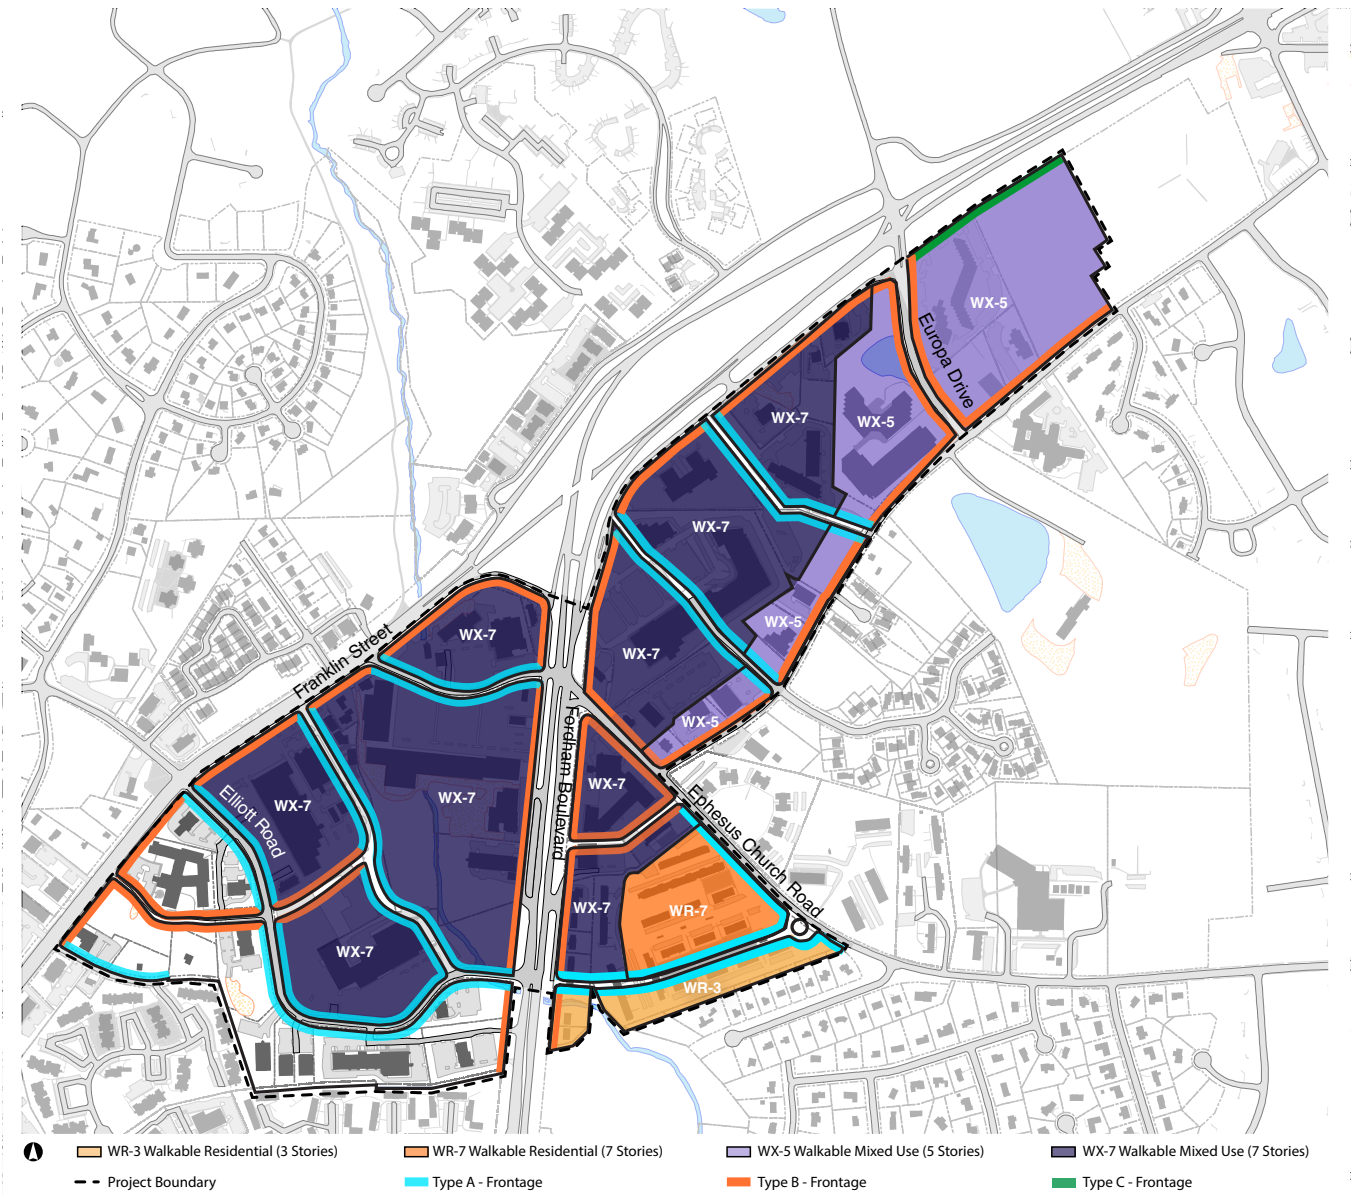 WX-5
Europa Drive
WX-7
WX-5
WX-7
WX-5
WX-7
WX-7
Franklin Street
WX-5
Fordham Boulevard
WX-7
WX-7
WX-7
Elliott Road
Ephesus Church Road
WX-7
WR-7
WX-7
WR-3
WR-3 Walkable Residential (3 Stories)
WR-7 Walkable Residential (7 Stories)
WX-5 Walkable Mixed Use (5 Stories)
WX-7 Walkable Mixed Use (7 Stories)
Project Boundary
Type A - Frontage
Type B - Frontage
Type C - Frontage